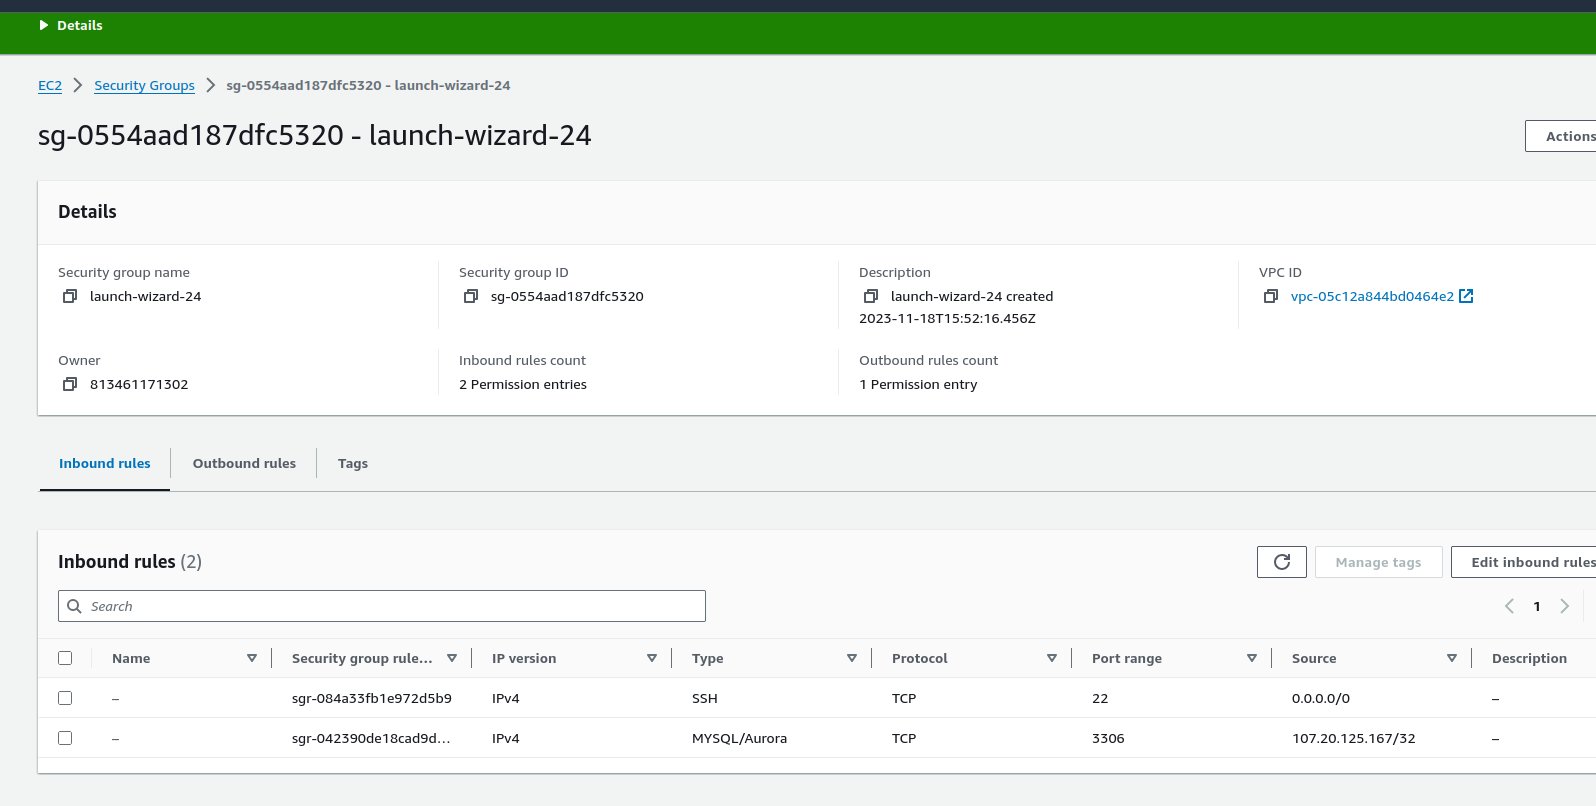 Details
EC2 Security Groups sg-0554aad187dfc5320 - launch-wizard-24
sg-0554aad187dfc5320 - launch-wizard-24
Actions
Details
Security group name
launch-wizard-24
Security group ID
sg-0554aad187dfc5320
Description
launch-wizard-24 created
2023-11-18T15:52:16.456Z
VPC ID
vpc-05c12a844bd0464e2
Owner
813461171302
Inbound rules count
2 Permission entries
Outbound rules count
1 Permission entry
Inbound rules Outbound rules Tags
Inbound rules (2)
Manage tags Edit inbound rules
Search
1
Name Security group rule... IP version Type Protocol Port range Source Description
– sgr-084a33fb1e972d5b9 IPv4 SSH TCP 22 0.0.0.0/0 –
– sgr-042390de18cad9d... IPv4 MYSQL/Aurora TCP 3306 107.20.125.167/32 –